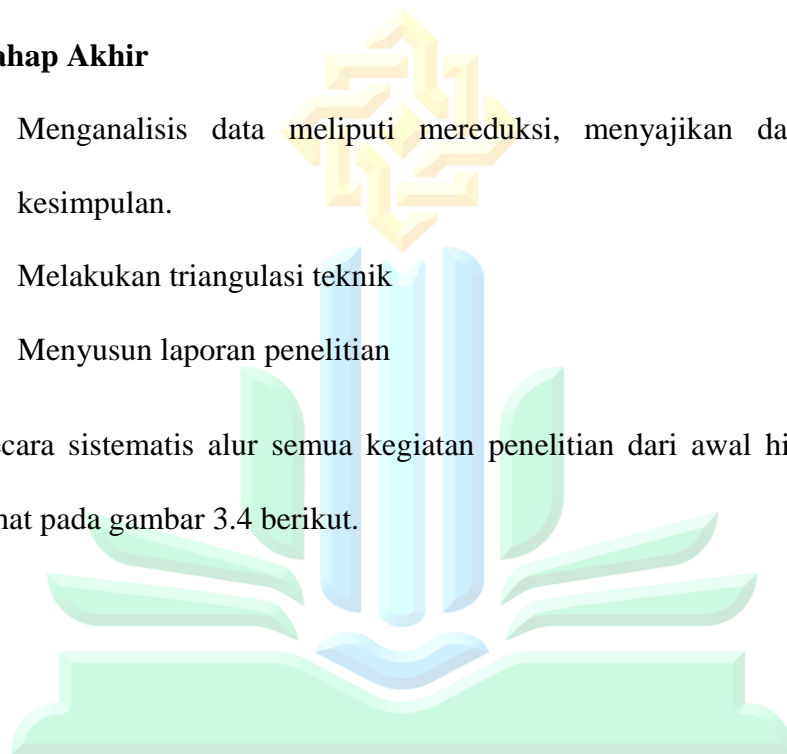 ahap Akhir
Menganalisis data meliputi mereduksi, menyajikan da
kesimpulan.
Melakukan triangulasi teknik
Menyusun laporan penelitian
cara sistematis alur semua kegiatan penelitian dari awal hi
hat pada gambar 3.4 berikut.